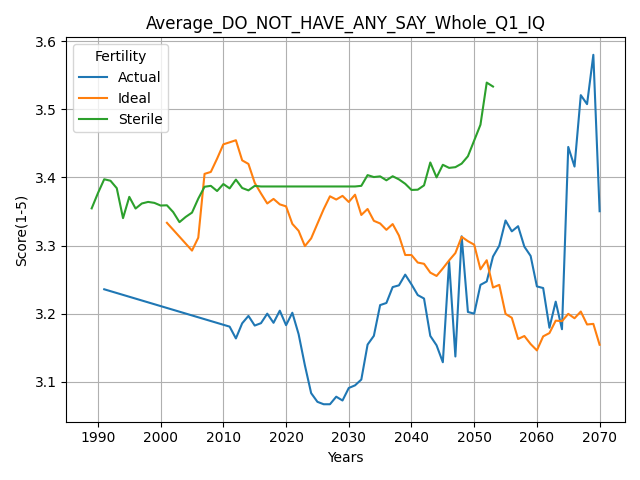 Average_DO_NOT_HAVE_ANY_SAY_Whole_Q1_IQ
Fertility
Actual
Ideal
Sterile
Score(1-5)
3.6
3.5
3.4
3.3
3.2
3.1
1990 2000 2010 2020 2030 2040 2050 2060 2070
Years